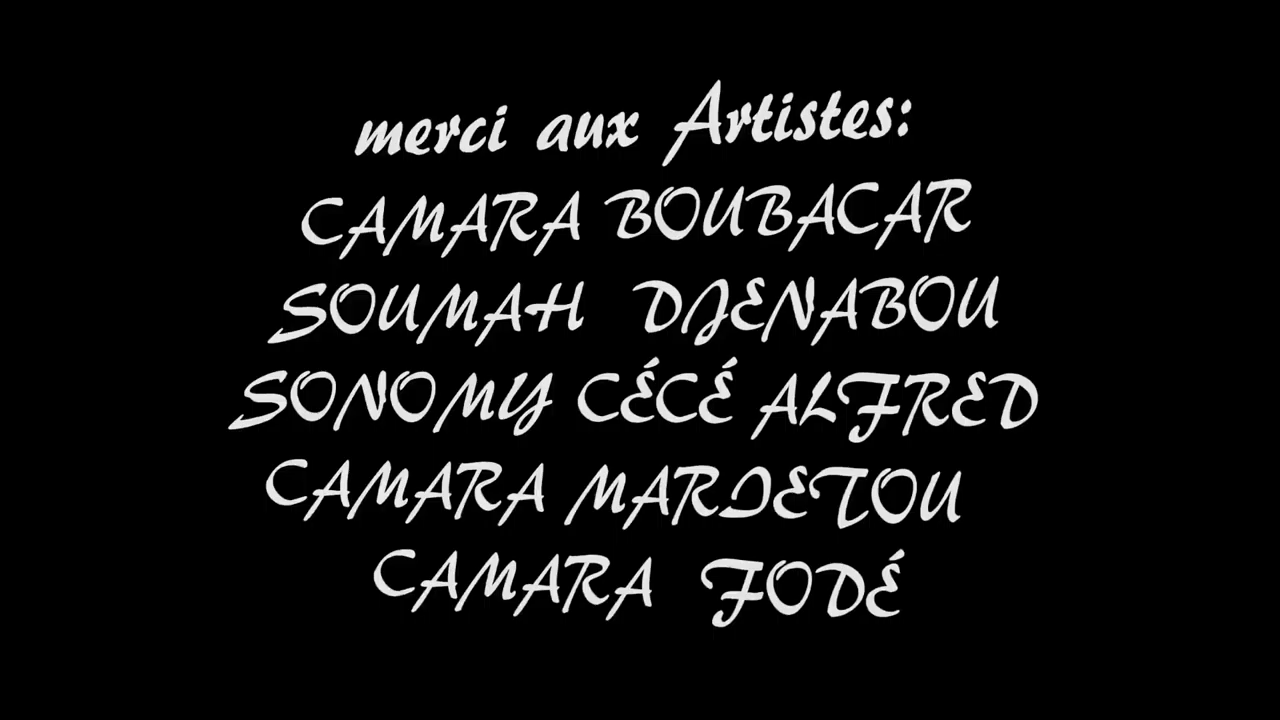 merci aux Artistes:
CAMARA BOUBACAR
SOUMAH DJENABOU
SONOMY CÉCÉ ALFRED
CAMARA MARIETOU
CAMARA FODÉ